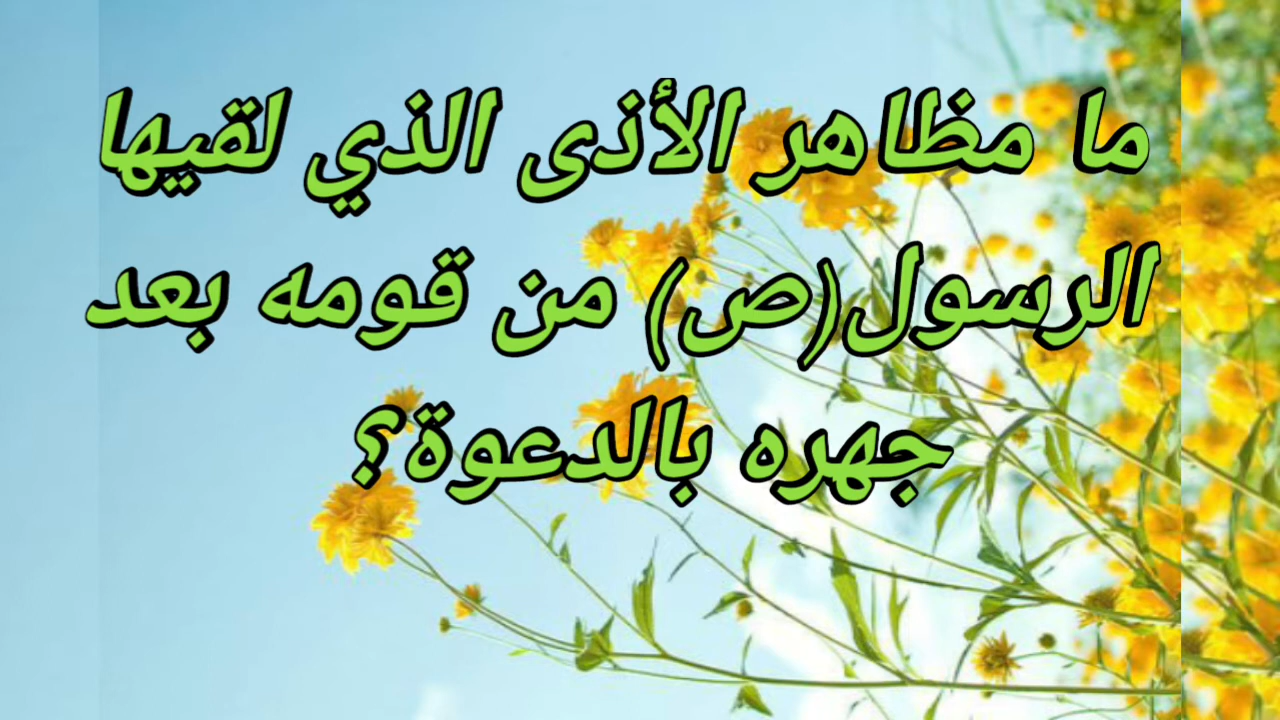 ما مظاهر الأذى الذي لقيها
الرسول(ص) من قومه بعد
جهره بالدعوة؟